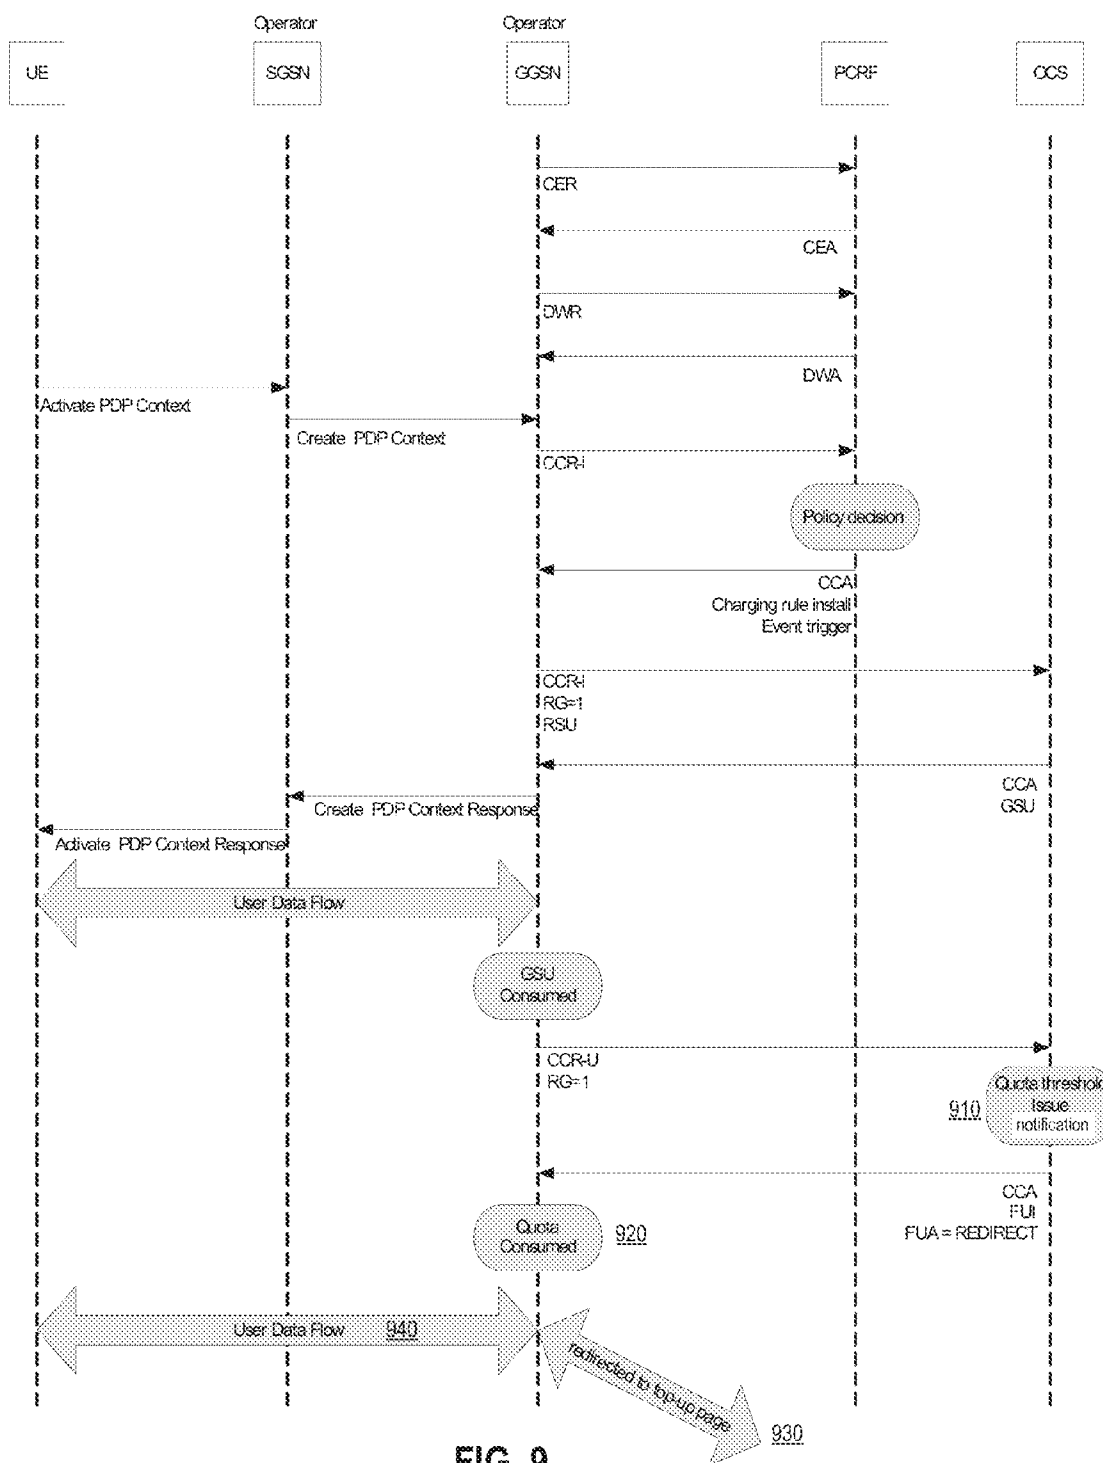 Operator
Operator
UE
SGSN
GGSN
PCRF
OCS
CER
CEA
DWR
DWA
Activate PDP Context
Create PDP Context
CCR-I
Policy decision
CCA
Charging rule install
Event trigger
CCR-I
RG=1
RSU
CCA
GSU
Create PDP Context Response
Activate PDP Context Response
User Data Flow
GSU
Consumed
CCR-U
RG=1
Quota threshold
Issue
notification
910
CCA
FUI
FUA = REDIRECT
Quota
Consumed
920
User Data Flow 940
redirected to top-up page
930
FIG. 9